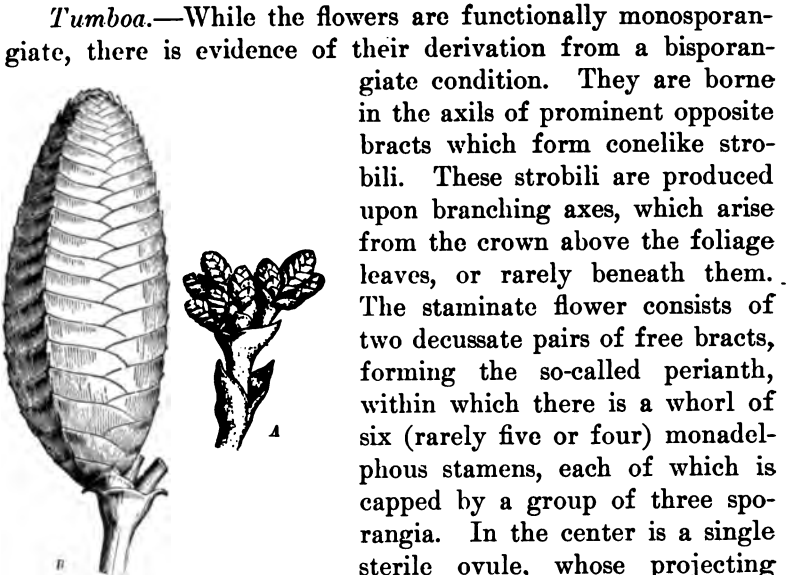 Tumboa.—While the flowers are functionally monosporan-
giate, there is evidence of their derivation from a bisporan-
giate condition. They are borne
in the axils of prominent opposite
bracts which form conelike stro-
bili. These strobili are produced
upon branching axes, which arise
from the crown above the foliage
leaves, or rarely beneath them.
The staminate flower consists of
two decussate pairs of free bracts,
forming the so-called perianth,
within which there is a whorl of
six (rarely five or four) monadel-
phous stamens, each of which is
capped by a group of three spo-
rangia. In the center is a single
sterile ovule, whose projecting
A
B